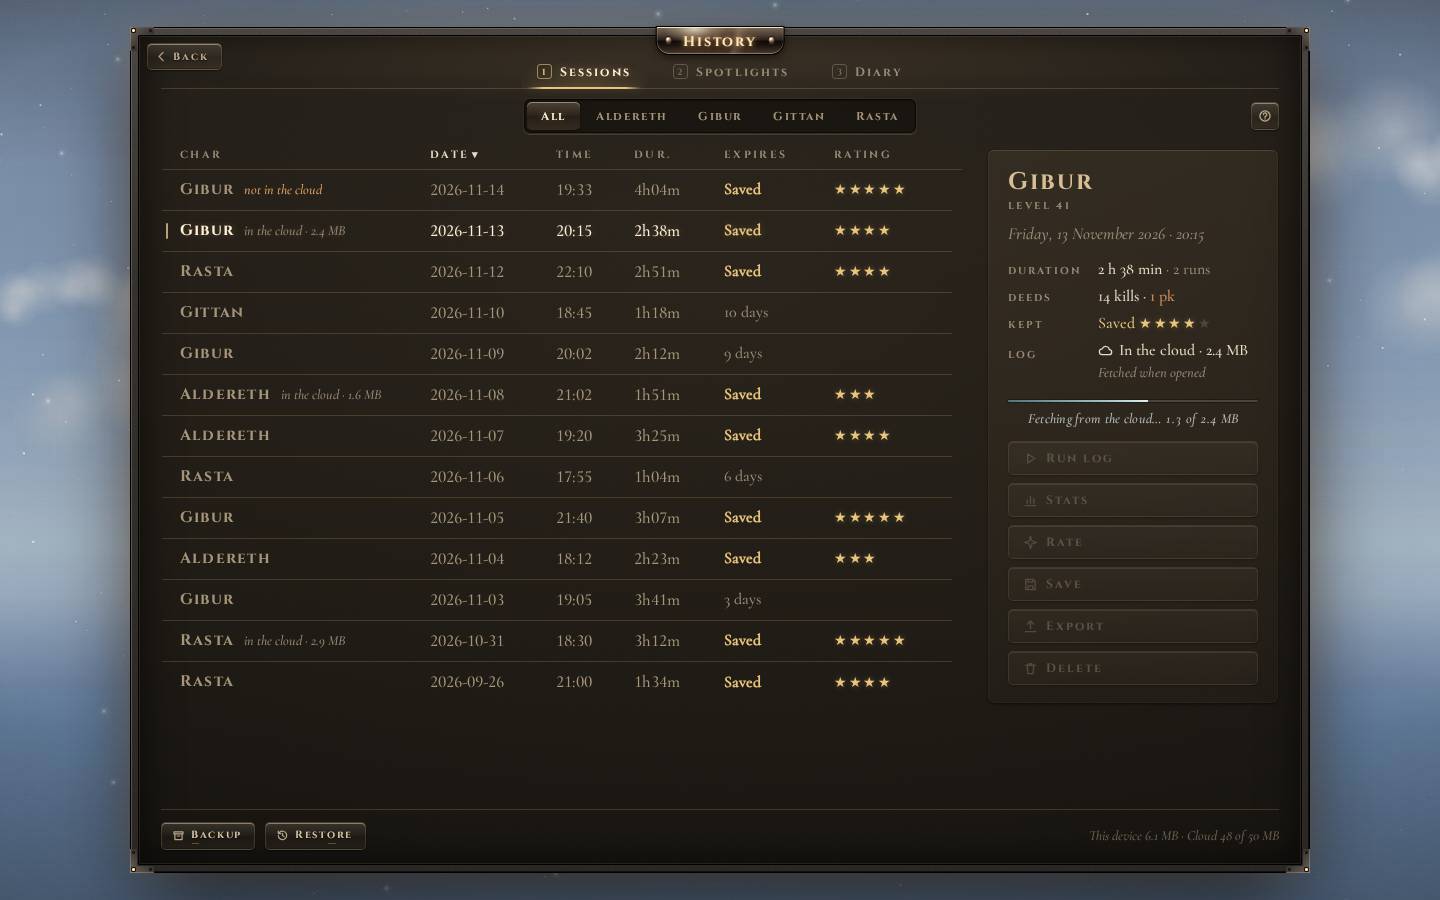 History
Back
1 Sessions 2 Spotlights 3 Diary
All Aldereth Gibur Gittan Rasta
CHAR DATE ▾ TIME DUR. EXPIRES RATING
Gibur not in the cloud 2026-11-14 19:33 4h04m Saved ★★★★★
Gibur in the cloud · 2.4 MB 2026-11-13 20:15 2h38m Saved ★★★★
Rasta 2026-11-12 22:10 2h51m Saved ★★★★
Gittan 2026-11-10 18:45 1h18m 10 days
Gibur 2026-11-09 20:02 2h12m 9 days
Aldereth in the cloud · 1.6 MB 2026-11-08 21:02 1h51m Saved ★★★
Aldereth 2026-11-07 19:20 3h25m Saved ★★★★
Rasta 2026-11-06 17:55 1h04m 6 days
Gibur 2026-11-05 21:40 3h07m Saved ★★★★★
Aldereth 2026-11-04 18:12 2h23m Saved ★★★
Gibur 2026-11-03 19:05 3h41m 3 days
Rasta in the cloud · 2.9 MB 2026-10-31 18:30 3h12m Saved ★★★★★
Rasta 2026-09-26 21:00 1h34m Saved ★★★★
Gibur
LEVEL 41
Friday, 13 November 2026 · 20:15
DURATION 2 h 38 min · 2 runs
DEEDS 14 kills · 1 pk
KEPT Saved ★★★★★
LOG In the cloud · 2.4 MB
Fetched when opened
Fetching from the cloud… 1.3 of 2.4 MB
Run log
Stats
Rate
Save
Export
Delete
Backup Restore
This device 6.1 MB · Cloud 48 of 50 MB